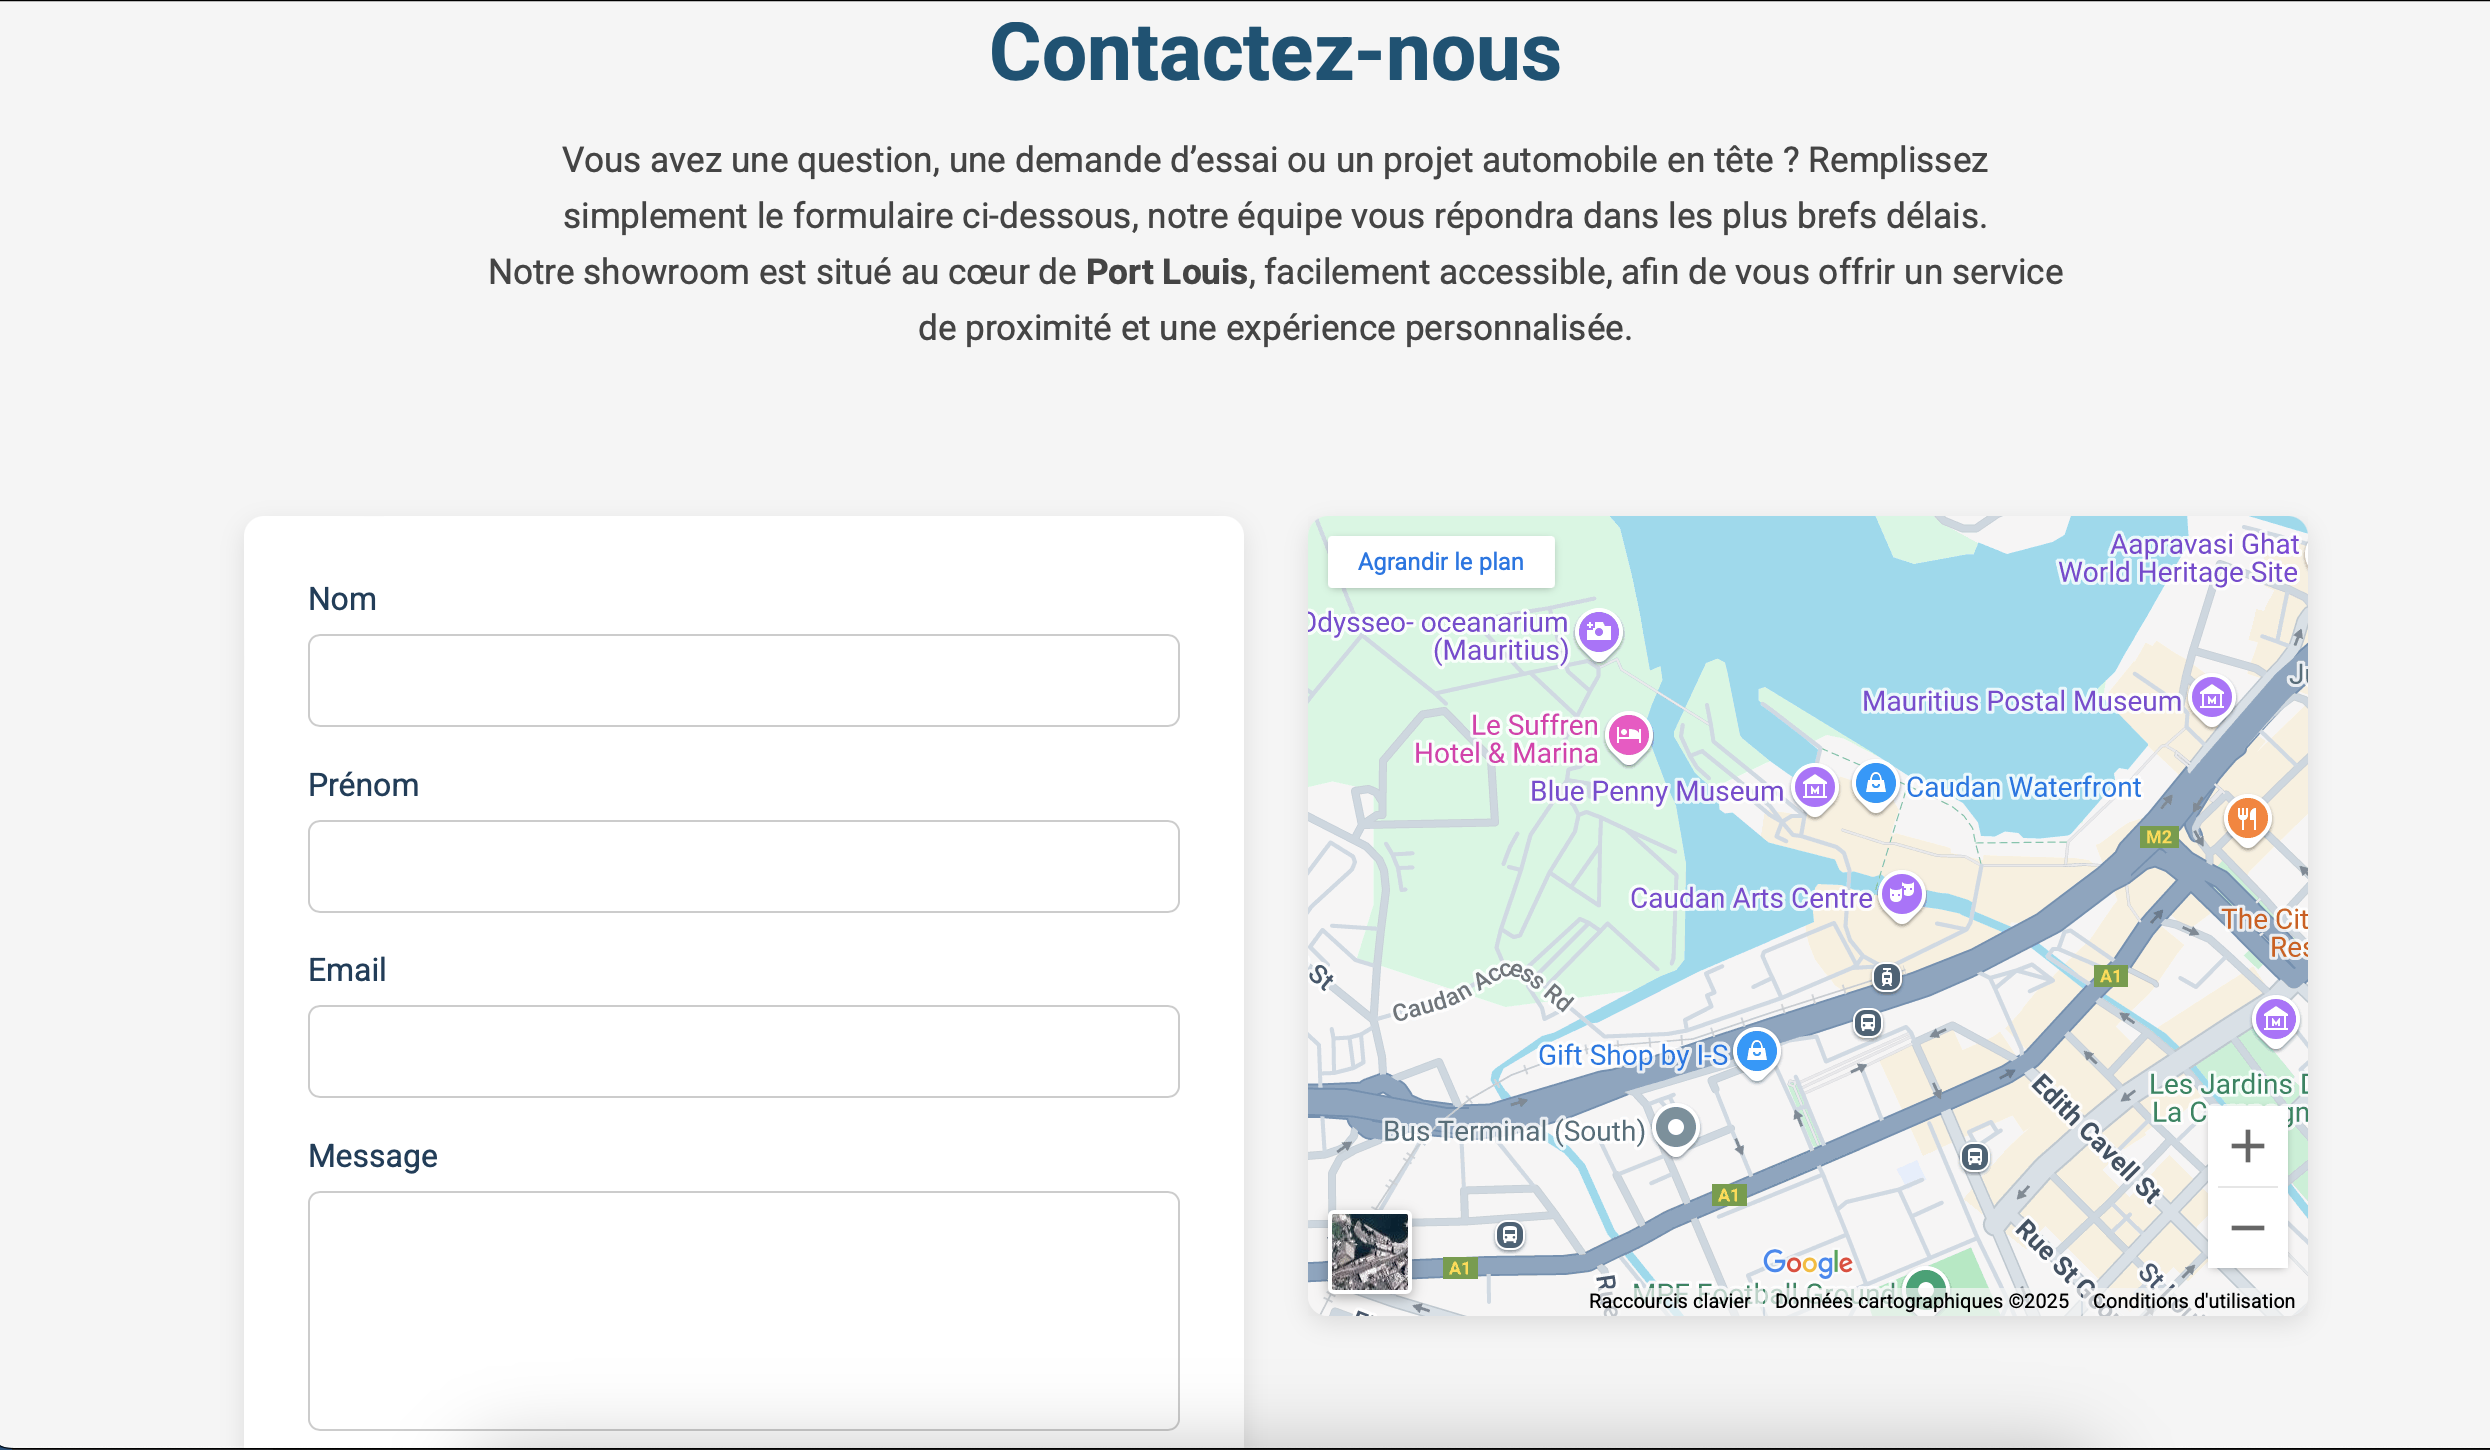 Contactez-nous
Vous avez une question, une demande d’essai ou un projet automobile en tête ? Remplissez
simplement le formulaire ci-dessous, notre équipe vous répondra dans les plus brefs délais.
Notre showroom est situé au cœur de Port Louis, facilement accessible, afin de vous offrir un service
de proximité et une expérience personnalisée.
Nom
Prénom
Email
Message
Agrandir le plan
Aapravasi Ghat
World Heritage Site
Odysseo- oceanarium
(Mauritius)
Mauritius Postal Museum
Le Suffren
Hotel & Marina
Blue Penny Museum
Caudan Waterfront
M2
Caudan Arts Centre
The Cit
Res
A1
St
Caudan Access Rd
Gift Shop by I-S
Edith Cavell St
Les Jardins D
Bus Terminal (South)
A1
Rue St G
A1
Google
MPF Football Ground
Raccourcis clavier
Données cartographiques ©2025
Conditions d'utilisation